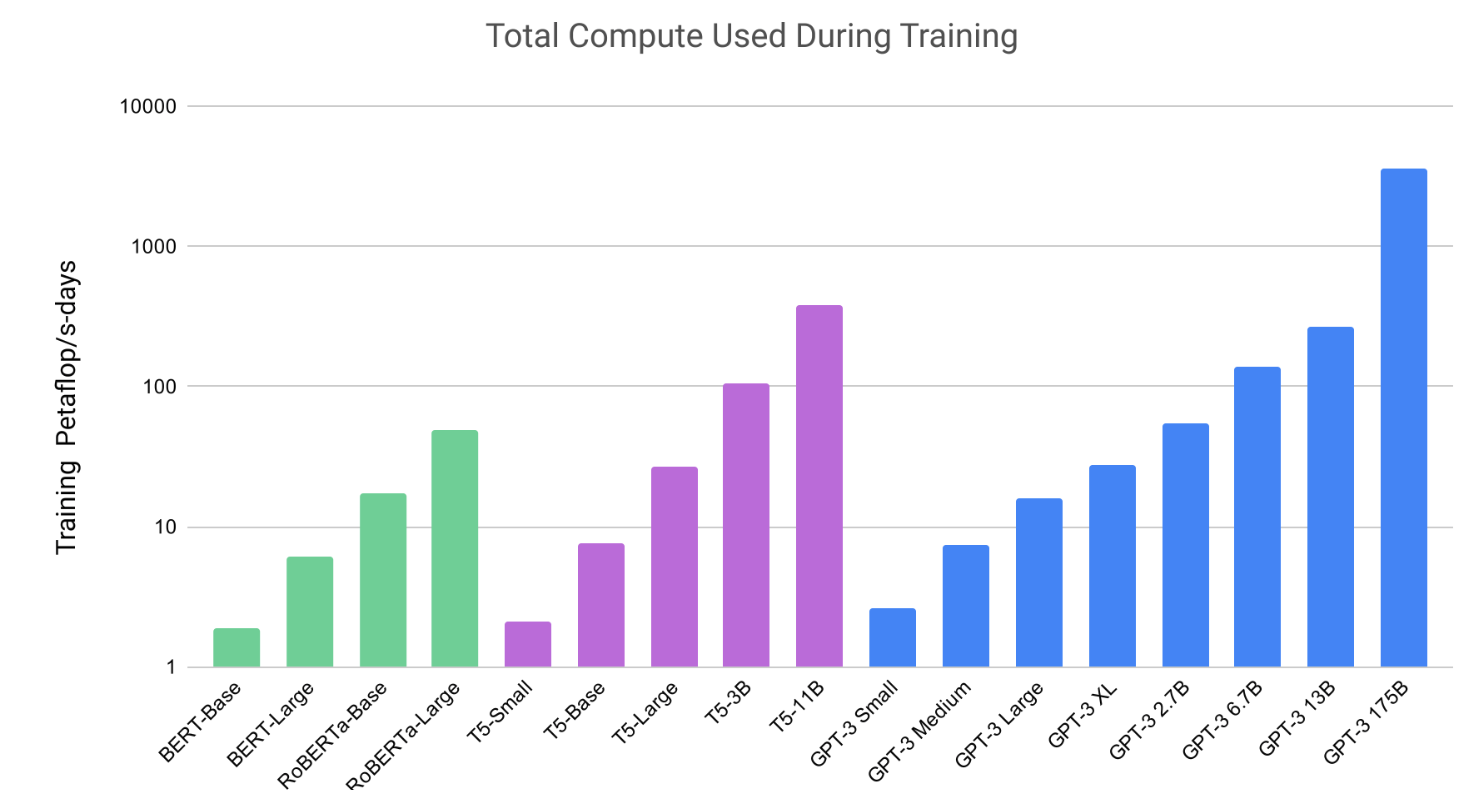 Total Compute Used During Training
10000
1000
100
10
1
Training Petaflop/s-days
BERT-Base
BERT-Large
RoBERTa-Base
RoBERTa-Large
T5-Small
T5-Base
T5-Large
T5-3B
T5-11B
GPT-3 Small
GPT-3 Medium
GPT-3 Large
GPT-3 XL
GPT-3 2.7B
GPT-3 6.7B
GPT-3 13B
GPT-3 175B